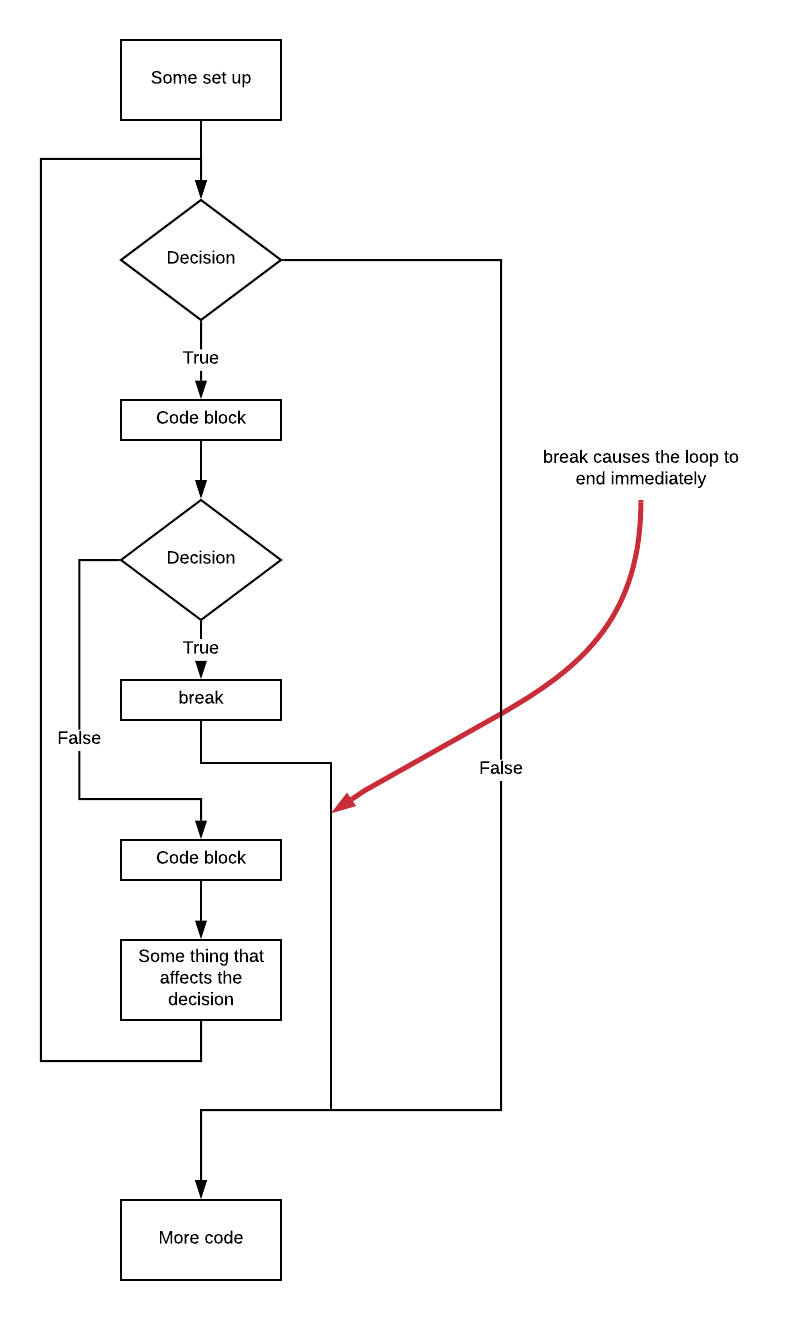 Some set up
Decision
True
Code block
break causes the loop to
end immediately
Decision
True
break
False
False
Code block
Some thing that
affects the
decision
More code